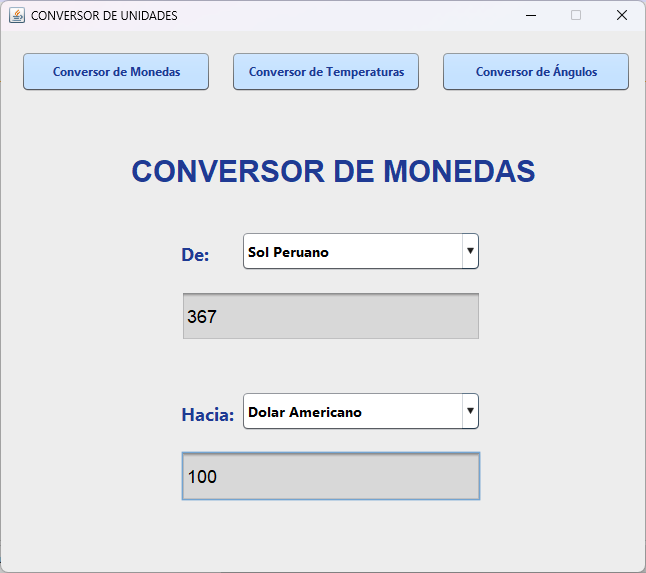 CONVERSOR DE UNIDADES
Conversor de Monedas
Conversor de Temperaturas
Conversor de Ángulos
CONVERSOR DE MONEDAS
De:
Sol Peruano
367
Hacia:
Dolar Americano
100